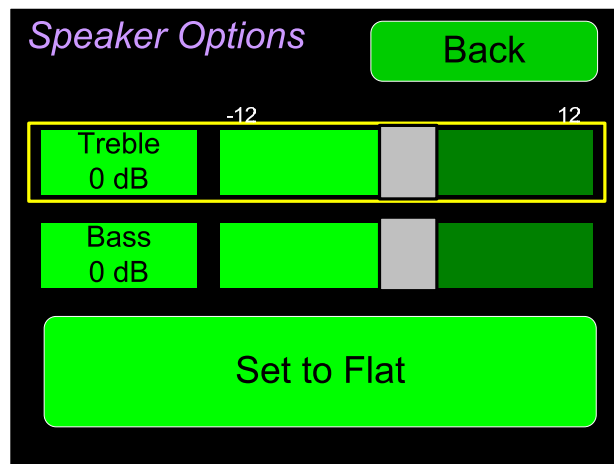 Speaker Options
Back
-12 12
Treble
0 dB
Bass
0 dB
Set to Flat